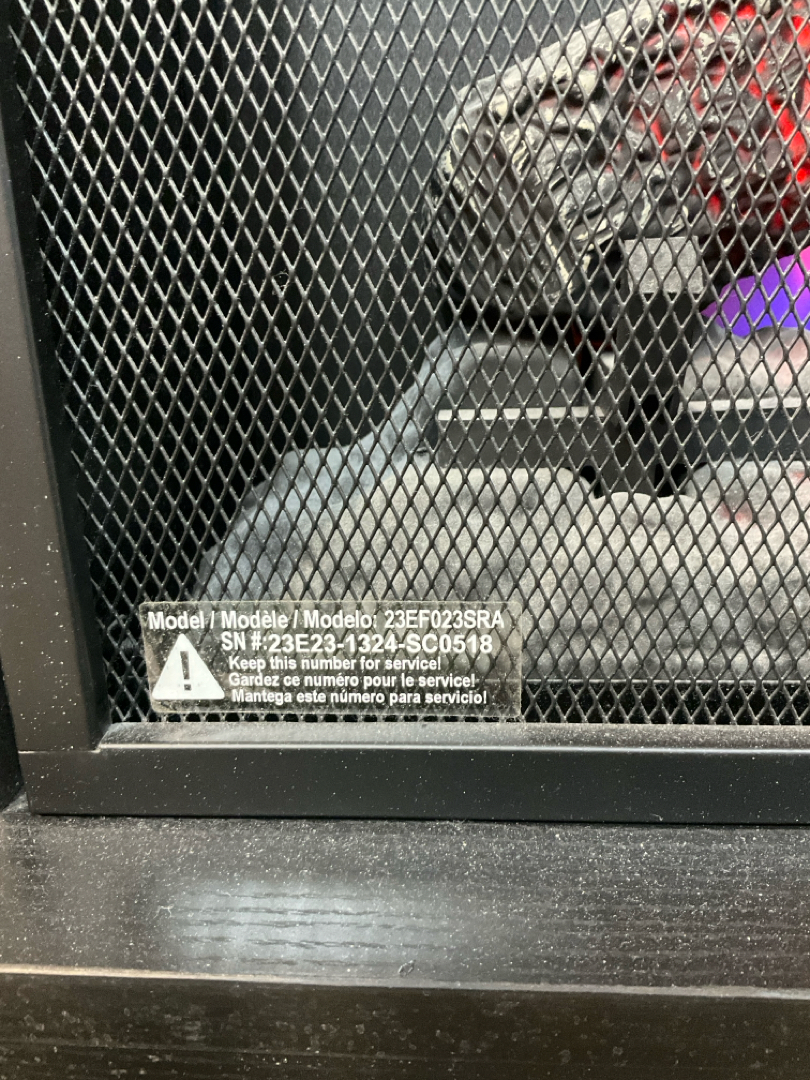 Model / Modèle / Modelo: 23EF023SRA
SN #:23E23-1324-SC0518
Keep this number for service!
Gardez ce numéro pour le service!
Mantega este número para servicio!